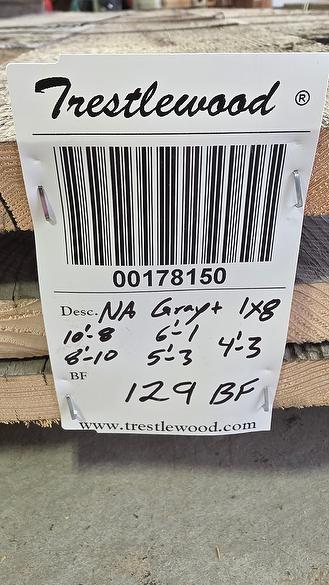 Trestlewood ®
00178150
Desc. NA Gray+ 1x8
10'-8 6'-1 4'-3
8'-10 5'-3
BF
129 BF
www.trestlewood.com